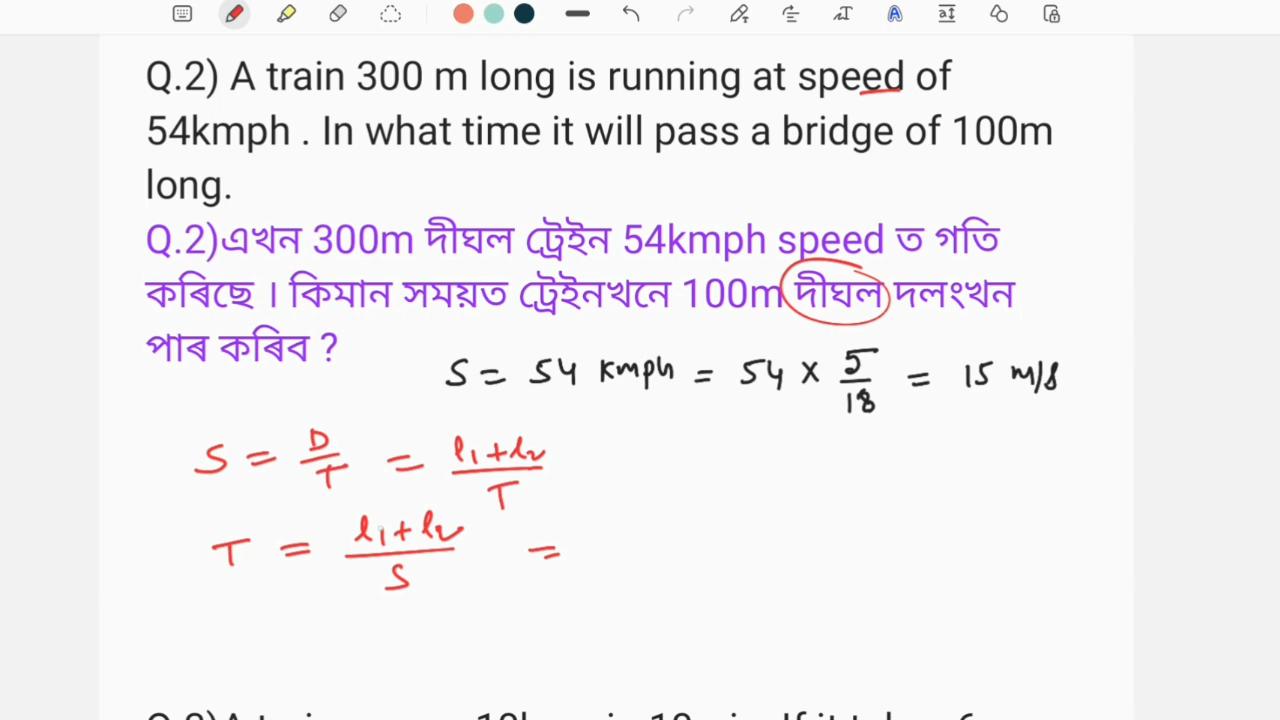 Q.2) A train 300 m long is running at speed of
54kmph . In what time it will pass a bridge of 100m
long.
Q.2)এখন 300m দীঘল ট্ৰেইন 54kmph speed ত গতি
কৰিছে । কিমান সময়ত ট্ৰেইনখনে 100m দীঘল দলংখন
পাৰ কৰিব ?
S = 54 kmph = 54 × 5/18 = 15 m/s
S = D/T = l₁+l₂/T
T = l₁+l₂/S =